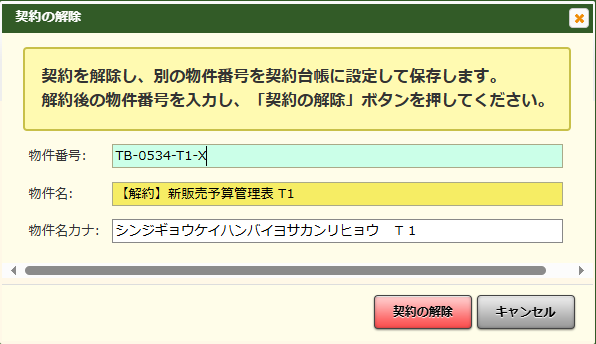 契約の解除
契約を解除し、別の物件番号を契約台帳に設定して保存します。
解約後の物件番号を入力し、「契約の解除」ボタンを押してください。
物件番号: TB-0534-T1-X
物件名: 【解約】新販売予算管理表 T1
物件名カナ: シンジギョウケイハンバイヨサカンリヒョウ　Ｔ１
契約の解除 キャンセル